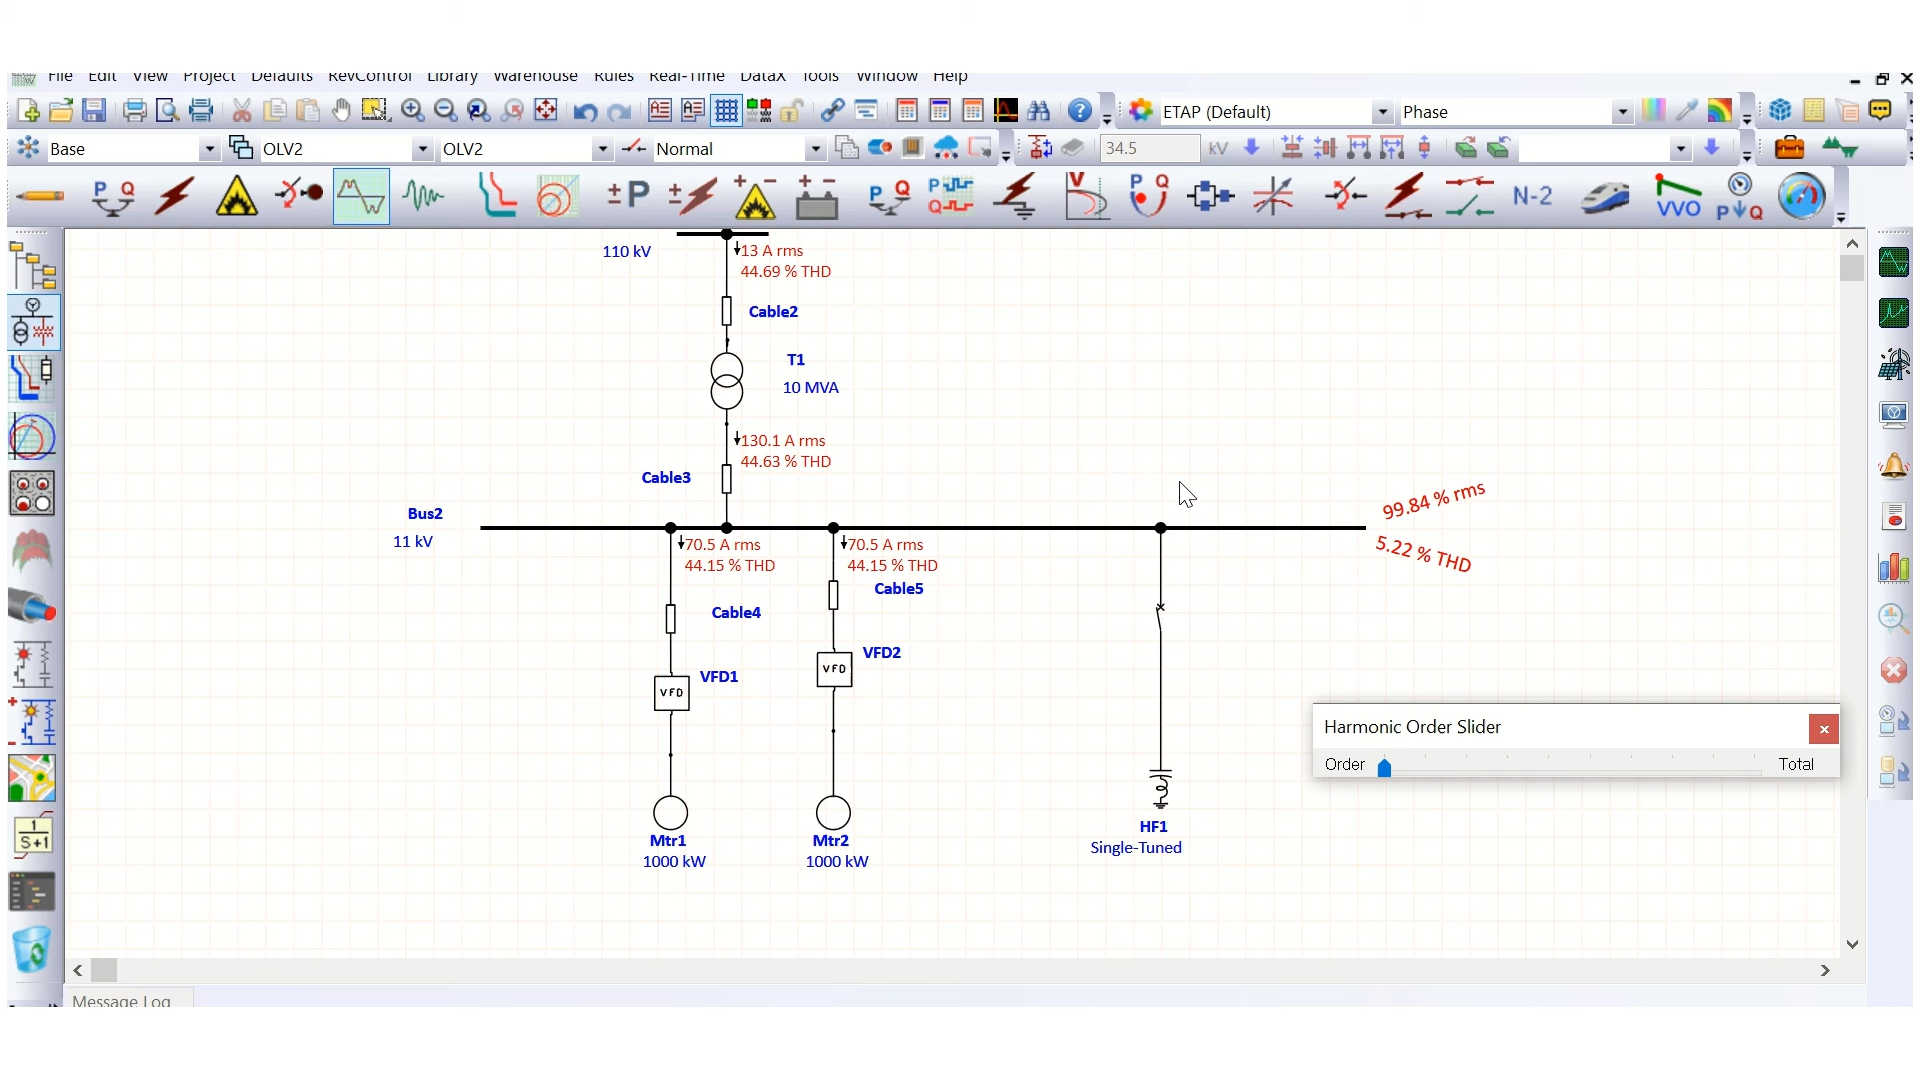 File Edit View Project Defaults RevControl Library Warehouse Rules Real-Time DataX Tools Window Help
ETAP (Default) Phase
Base OLV2 OLV2 Normal 34.5 kV
P Q ± P ± + - + - P Q P Q V P Q N-2 VVO P Q
110 kV
13 A rms
44.69 % THD
Cable2
T1
10 MVA
130.1 A rms
44.63 % THD
Cable3
Bus2
11 kV
99.84 % rms
5.22 % THD
70.5 A rms
44.15 % THD
70.5 A rms
44.15 % THD
Cable5
Cable4
VFD2
VFD
VFD1
VFD
Harmonic Order Slider
Order Total
Mtr1
1000 kW
Mtr2
1000 kW
HF1
Single-Tuned
1
S+1
Message Log